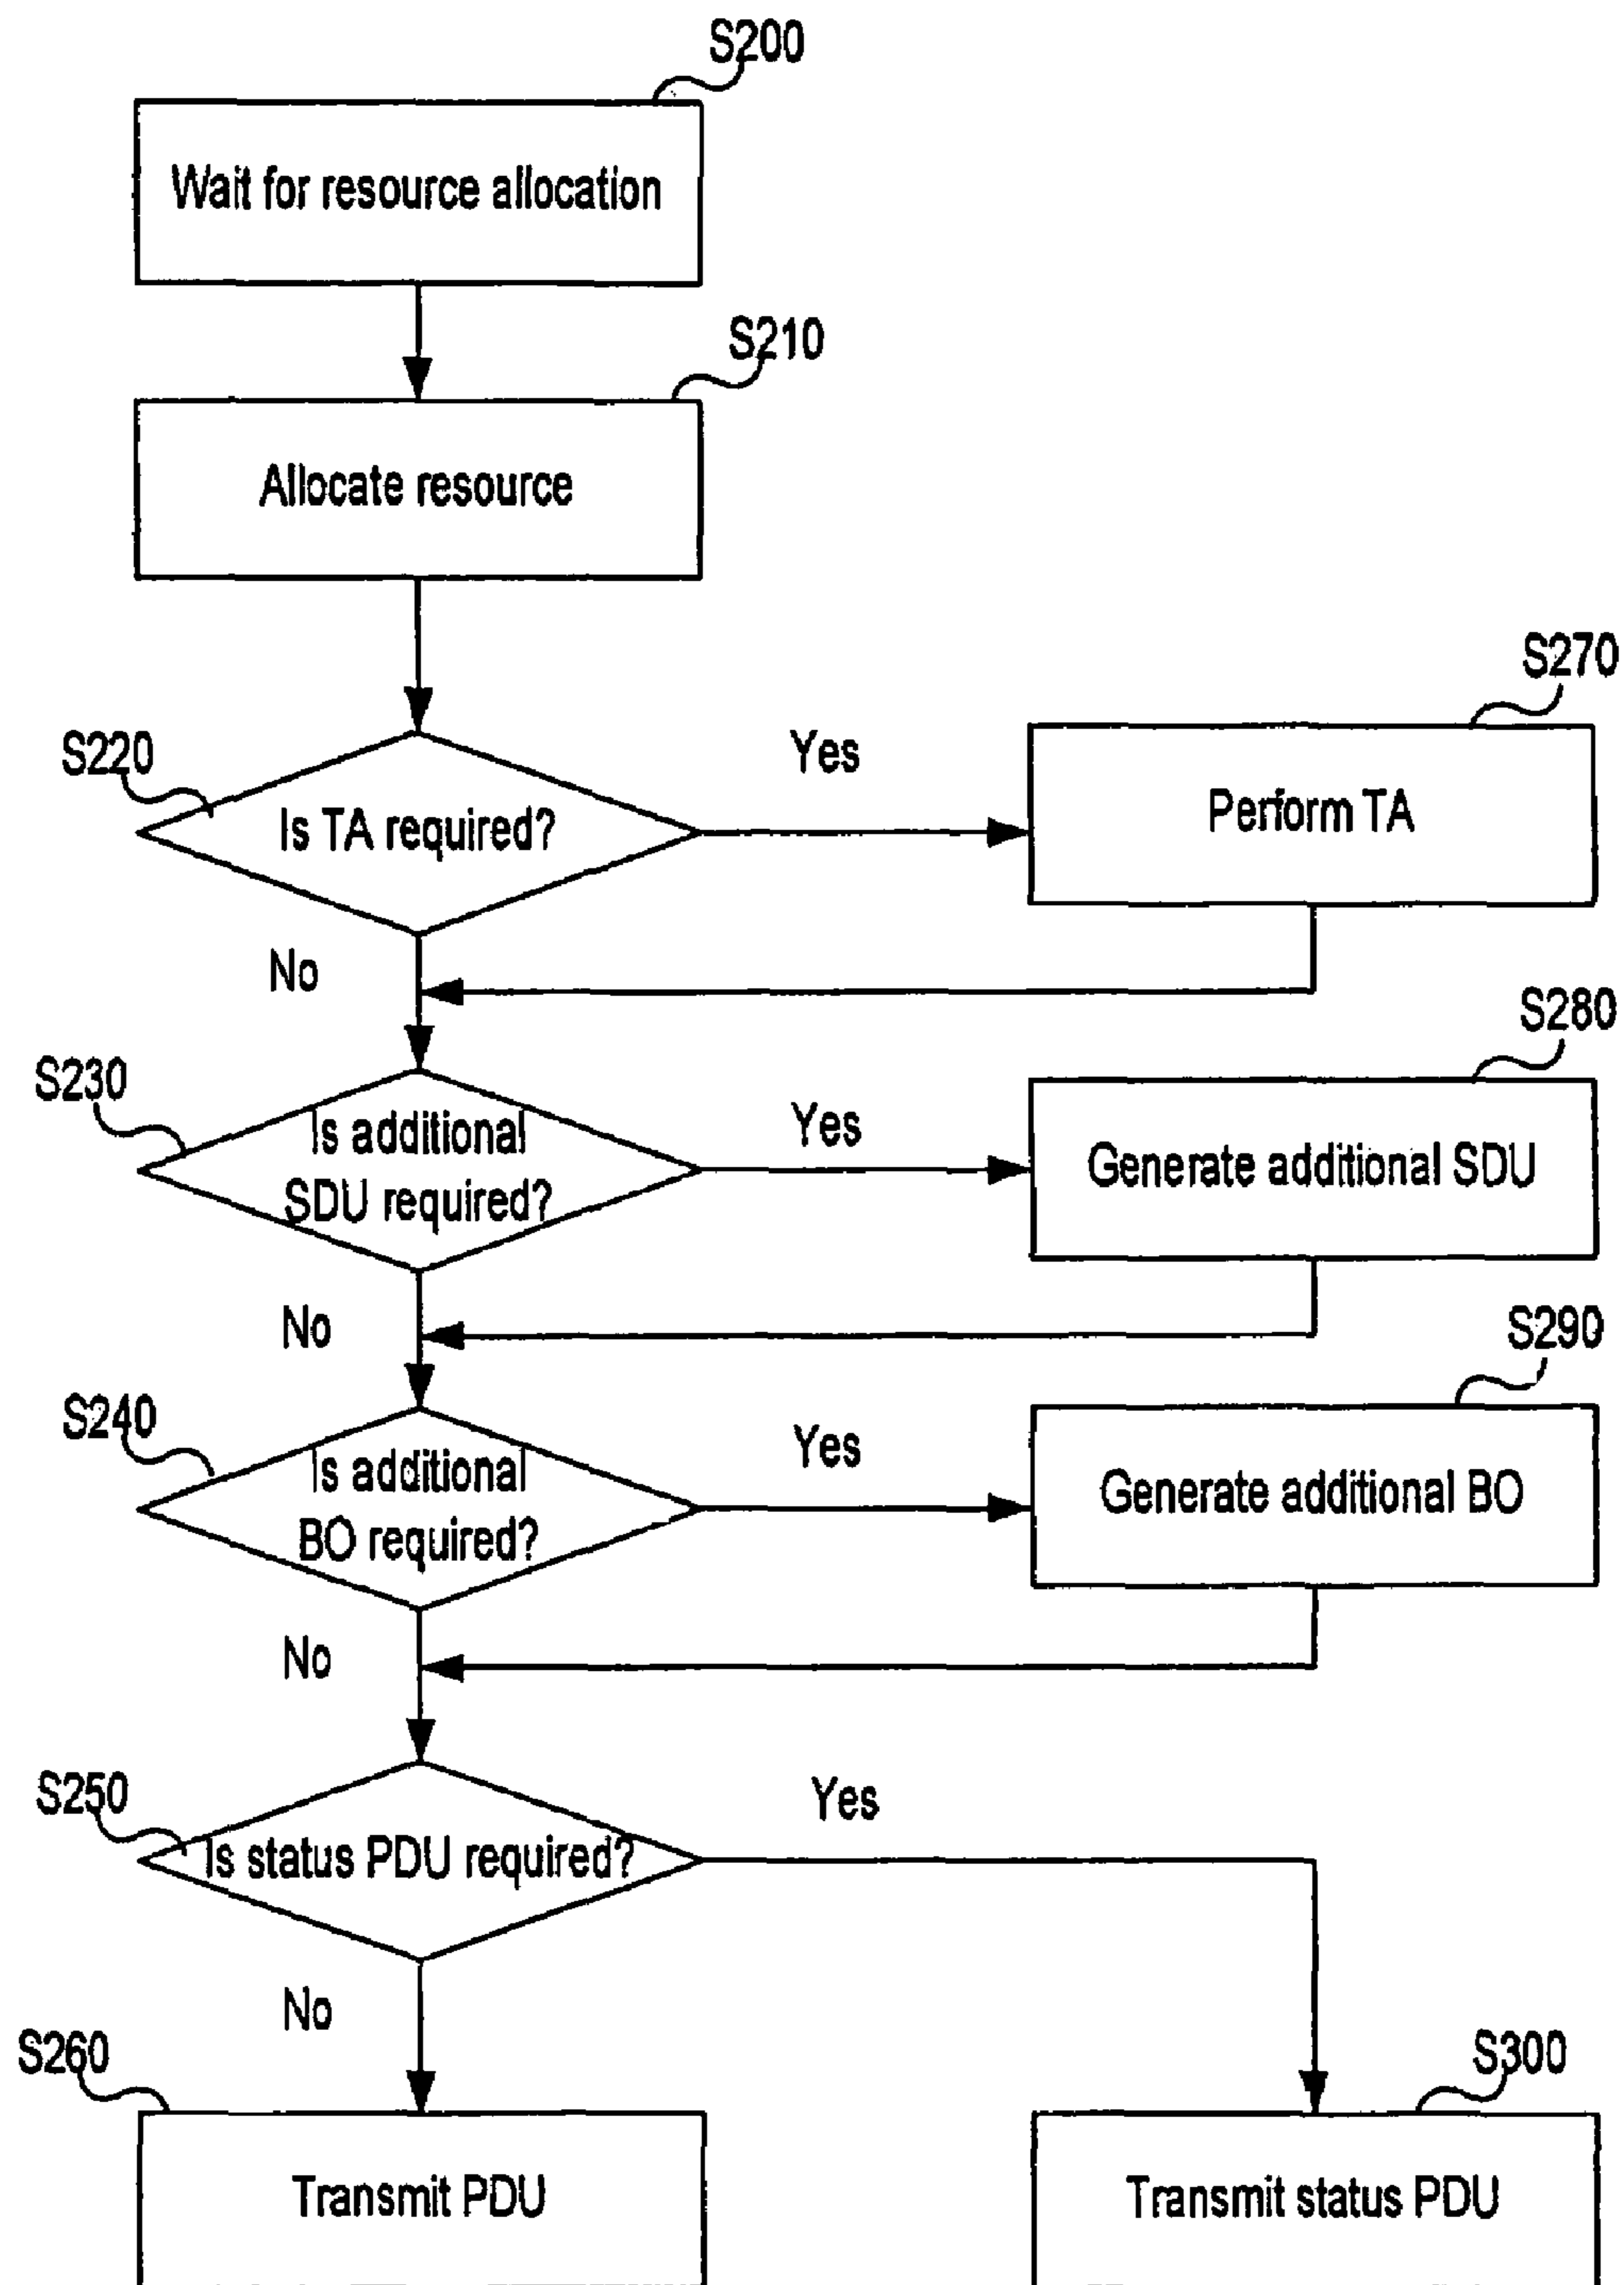 S200
Wait for resource allocation
S210
Allocate resource
S270
S220
Yes
Is TA required?
Perform TA
No
S280
S230
Is additional
SDU required?
Yes
Generate additional SDU
No
S290
S240
Is additional
BO required?
Yes
Generate additional BO
No
S250
Yes
Is status PDU required?
No
S260
S300
Transmit PDU
Transmit status PDU